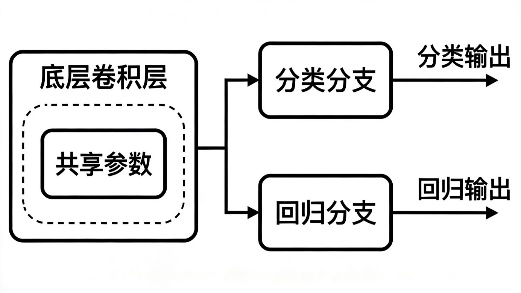 底层卷积层
共享参数
分类分支
分类输出
回归分支
回归输出